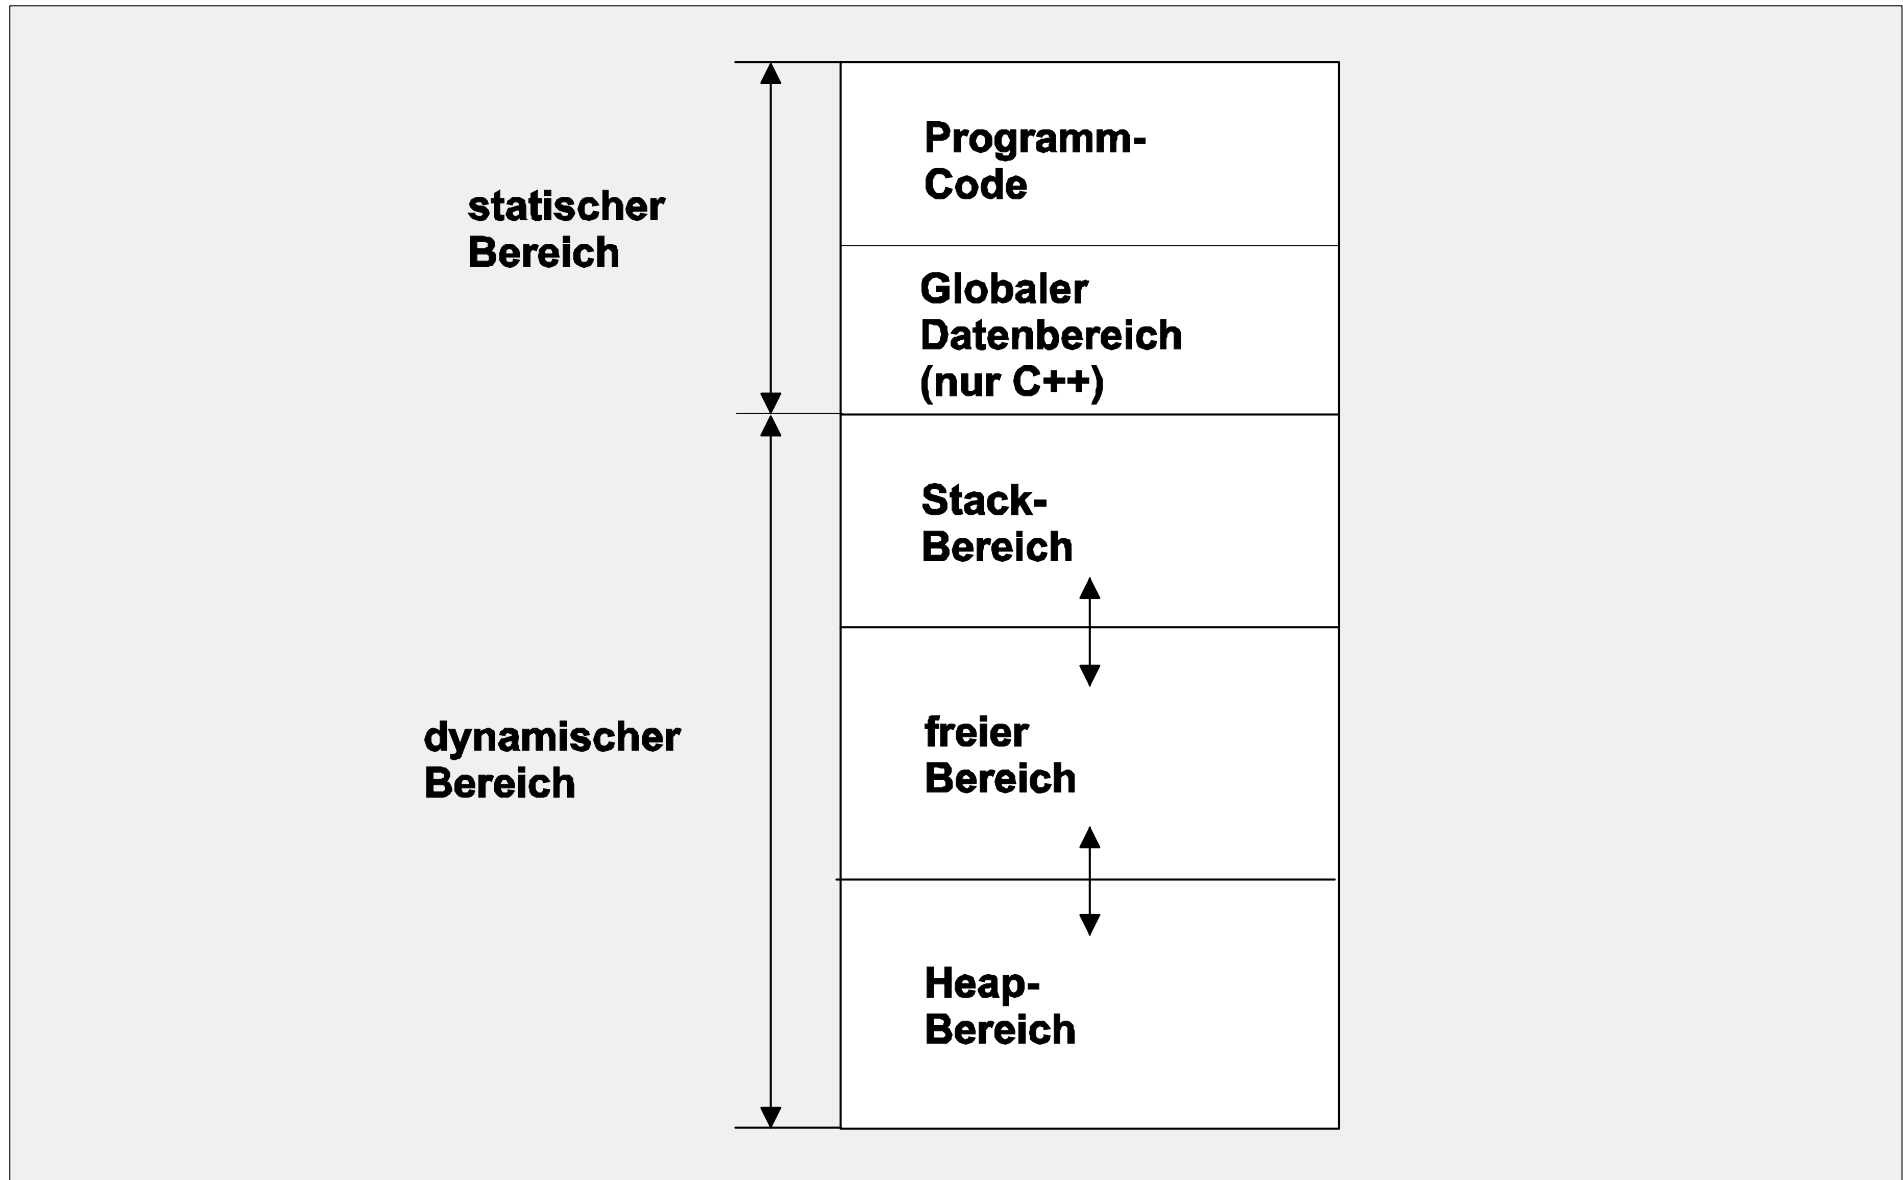 Programm-
Code
statischer
Bereich
Globaler
Datenbereich
(nur C++)
Stack-
Bereich
freier
Bereich
dynamischer
Bereich
Heap-
Bereich